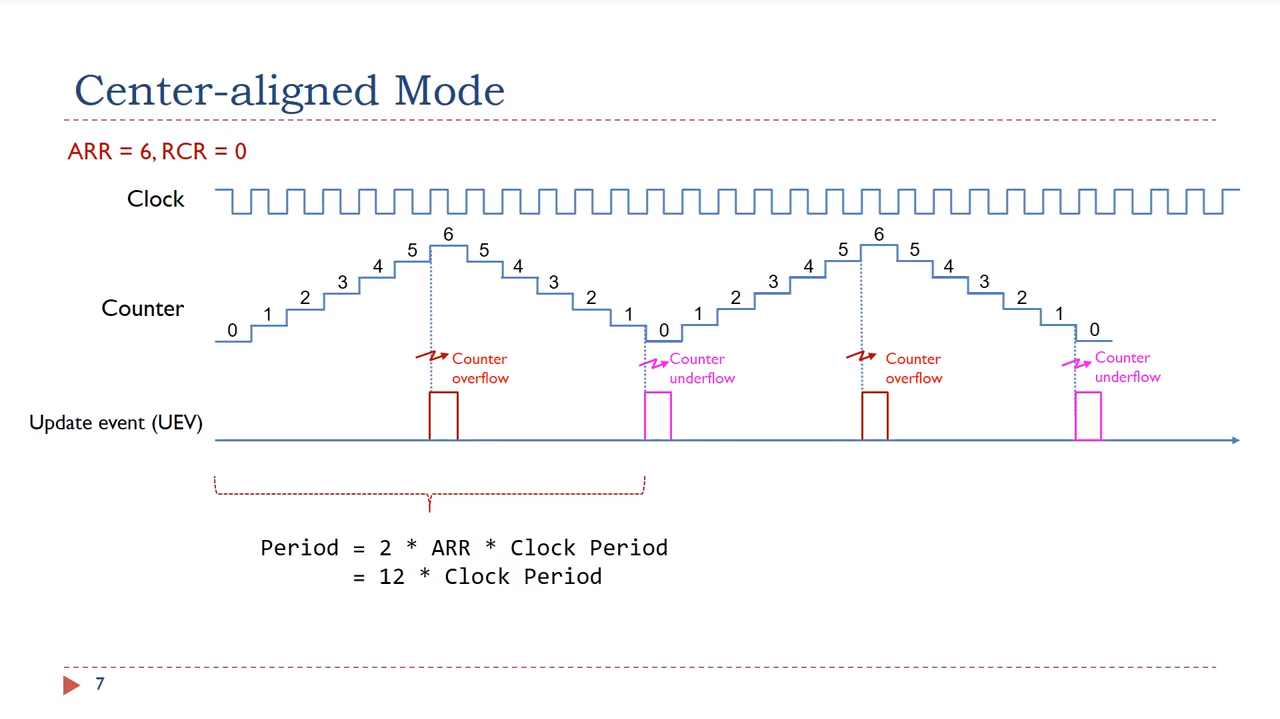 Center-aligned Mode
ARR = 6, RCR = 0
Clock
6
6
5
5
5
5
4
4
4
4
3
3
3
3
2
2
2
2
Counter
1
1
1
1
0
0
0
Counter
overflow
Counter
underflow
Counter
overflow
Counter
underflow
Update event (UEV)
Period = 2 * ARR * Clock Period
= 12 * Clock Period
7